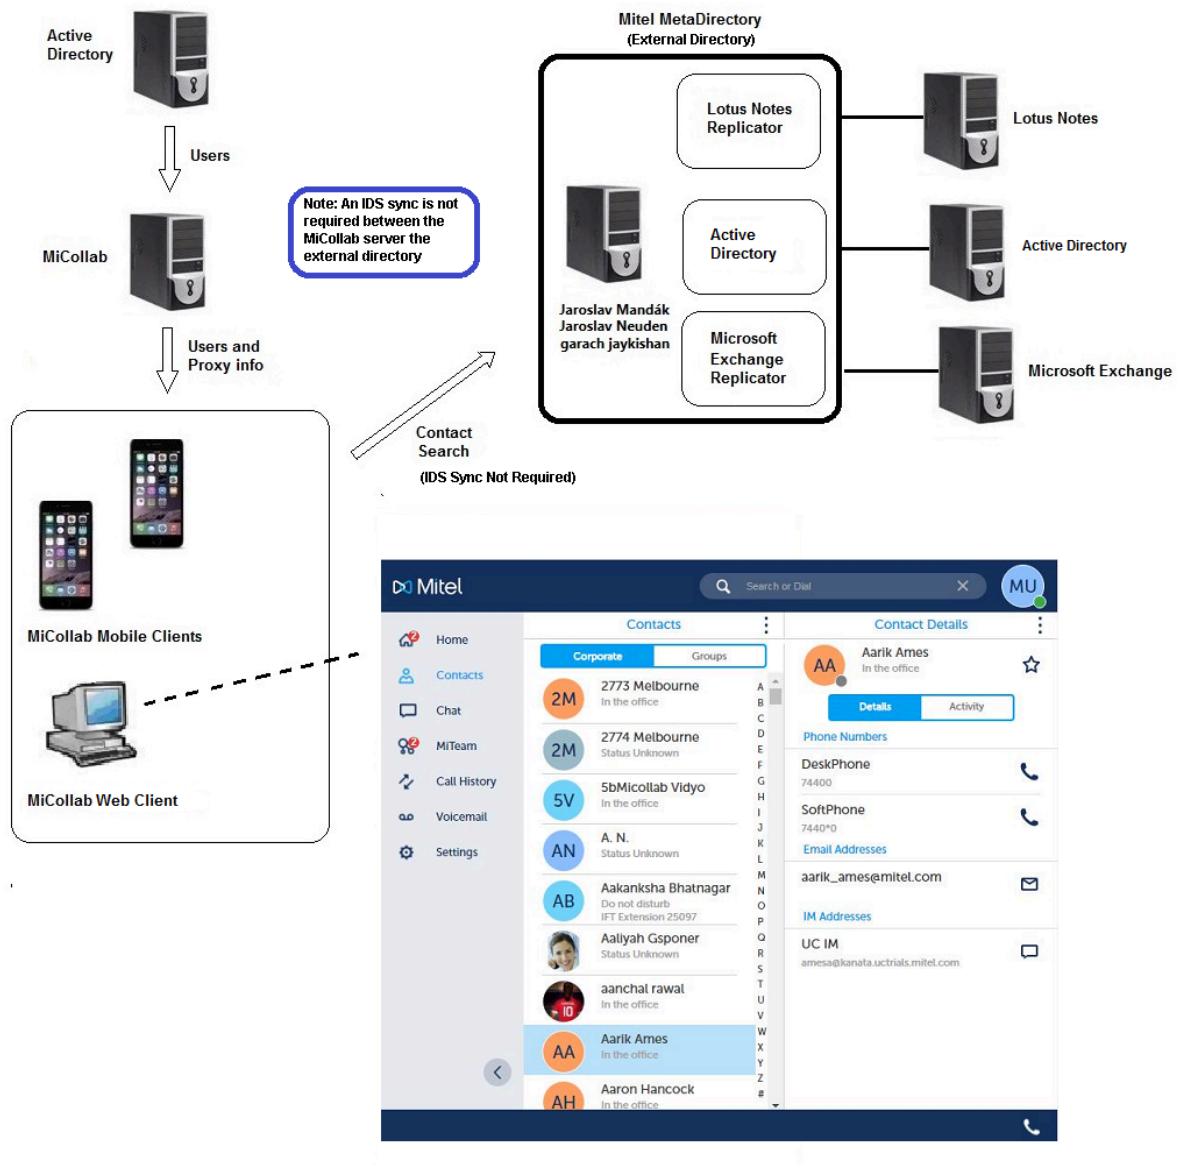 Active
Directory
Users
MiCollab
Users and
Proxy info
Note: An IDS sync is not
required between the
MiCollab server the
external directory
Mitel MetaDirectory
(External Directory)
Lotus Notes
Replicator
Active
Directory
Microsoft
Exchange
Replicator
Jaroslav Mandák
Jaroslav Neuden
garach jaykishan
Lotus Notes
Active Directory
Microsoft Exchange
Contact
Search
(IDS Sync Not Required)
MiCollab Mobile Clients
MiCollab Web Client
Mitel
Search or Dial
MU
2
Home
Contacts
Chat
2
MiTeam
Call History
Voicemail
Settings
Contacts
Corporate
Groups
2M
2773 Melbourne
In the office
2M
2774 Melbourne
Status Unknown
5V
5bMicollab Vidyo
In the office
AN
A. N.
Status Unknown
AB
Aakanksha Bhatnagar
Do not disturb
IFT Extension 25097
Aaliyah Gsponer
Status Unknown
10
aanchal rawal
In the office
AA
Aarik Ames
In the office
AH
Aaron Hancock
In the office
A
B
C
D
E
F
G
H
I
J
K
L
M
N
O
P
Q
R
S
T
U
V
W
X
Y
Z
#
Contact Details
AA
Aarik Ames
In the office
Details
Activity
Phone Numbers
DeskPhone
74400
SoftPhone
7440*0
Email Addresses
aarik_ames@mitel.com
IM Addresses
UC IM
amesa@kanata.uctrials.mitel.com